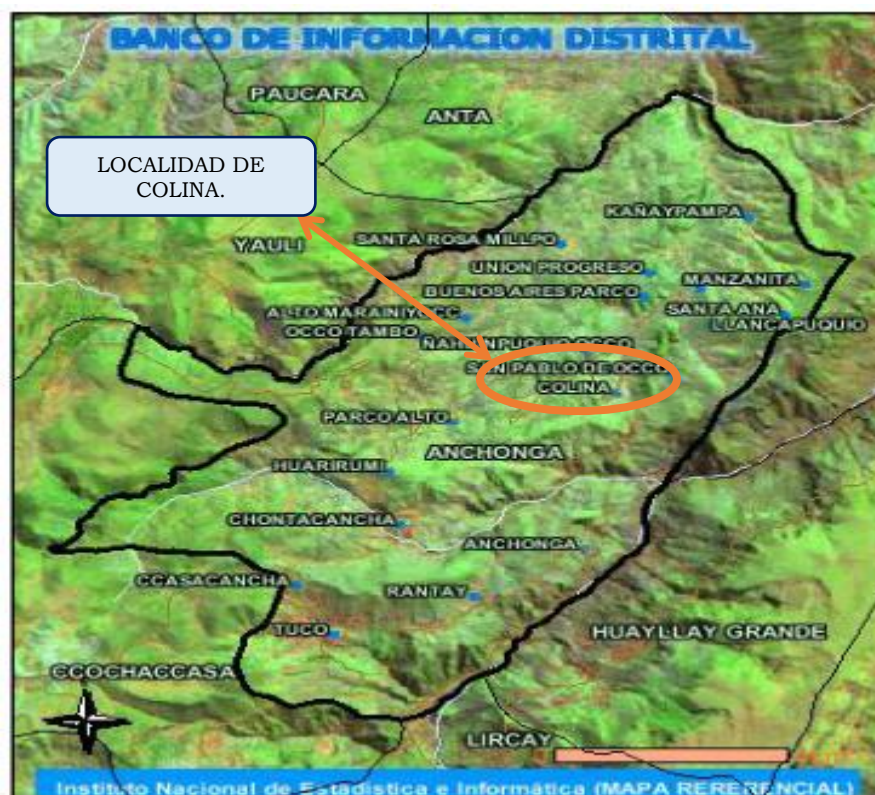 BANCO DE INFORMACION DISTRITAL
PAUCARA
ANTA
LOCALIDAD DE
COLINA.
KAÑAYPAMPA
YAULI
SANTA ROSA MILLPO
UNION PROGRESO
MANZANITA
BUENOS AIRES PARCO
ALTO MARAINIYOCC
SANTA ANA
LLANCAPUQUIO
OCCO TAMBO
SAN PABLO DE OCCO
COLINA
PARCO ALTO
ANCHONGA
HUARIRUMI
CHONTACANCHA
ANCHONGA
CCASACANCHA
RANTAY
TUCO
HUAYLLAY GRANDE
CCOCHACCASA
LIRCAY
Instituto Nacional de Estadistica e Informática (MAPA RERERENCIAL)